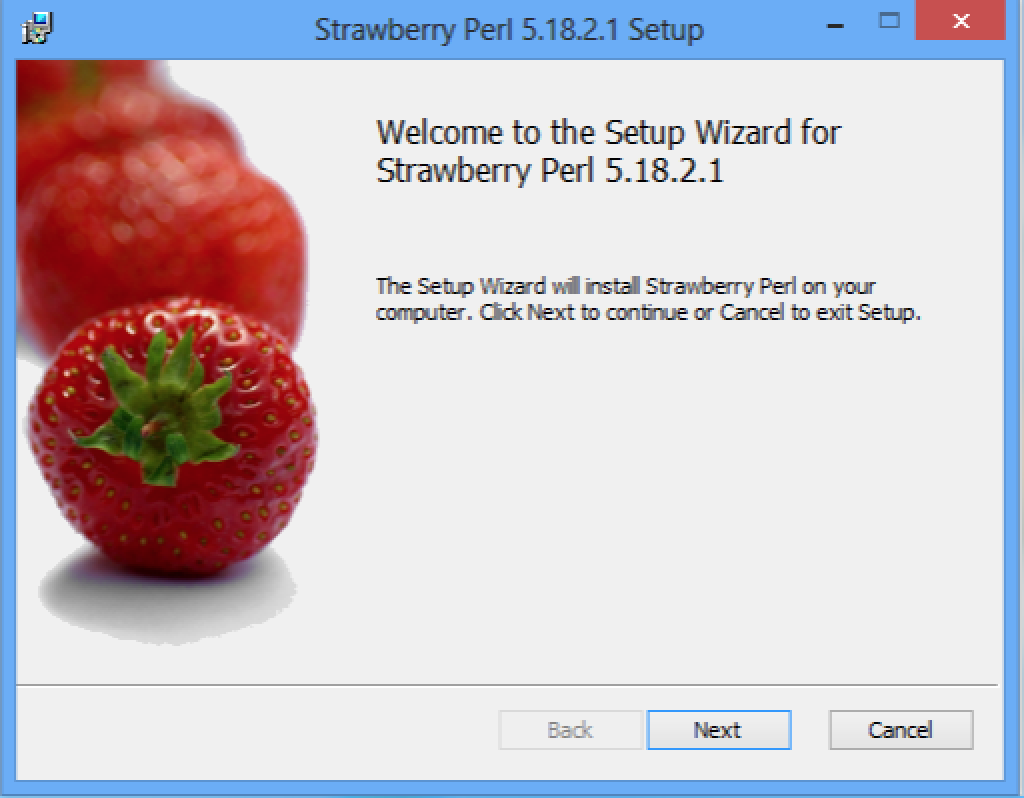 Strawberry Perl 5.18.2.1 Setup
Welcome to the Setup Wizard for
Strawberry Perl 5.18.2.1
The Setup Wizard will install Strawberry Perl on your
computer. Click Next to continue or Cancel to exit Setup.
Back
Next
Cancel